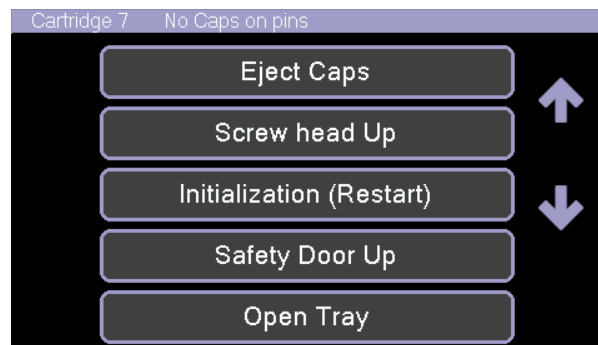 Cartridge 7 No Caps on pins
Eject Caps
Screw head Up
Initialization (Restart)
Safety Door Up
Open Tray